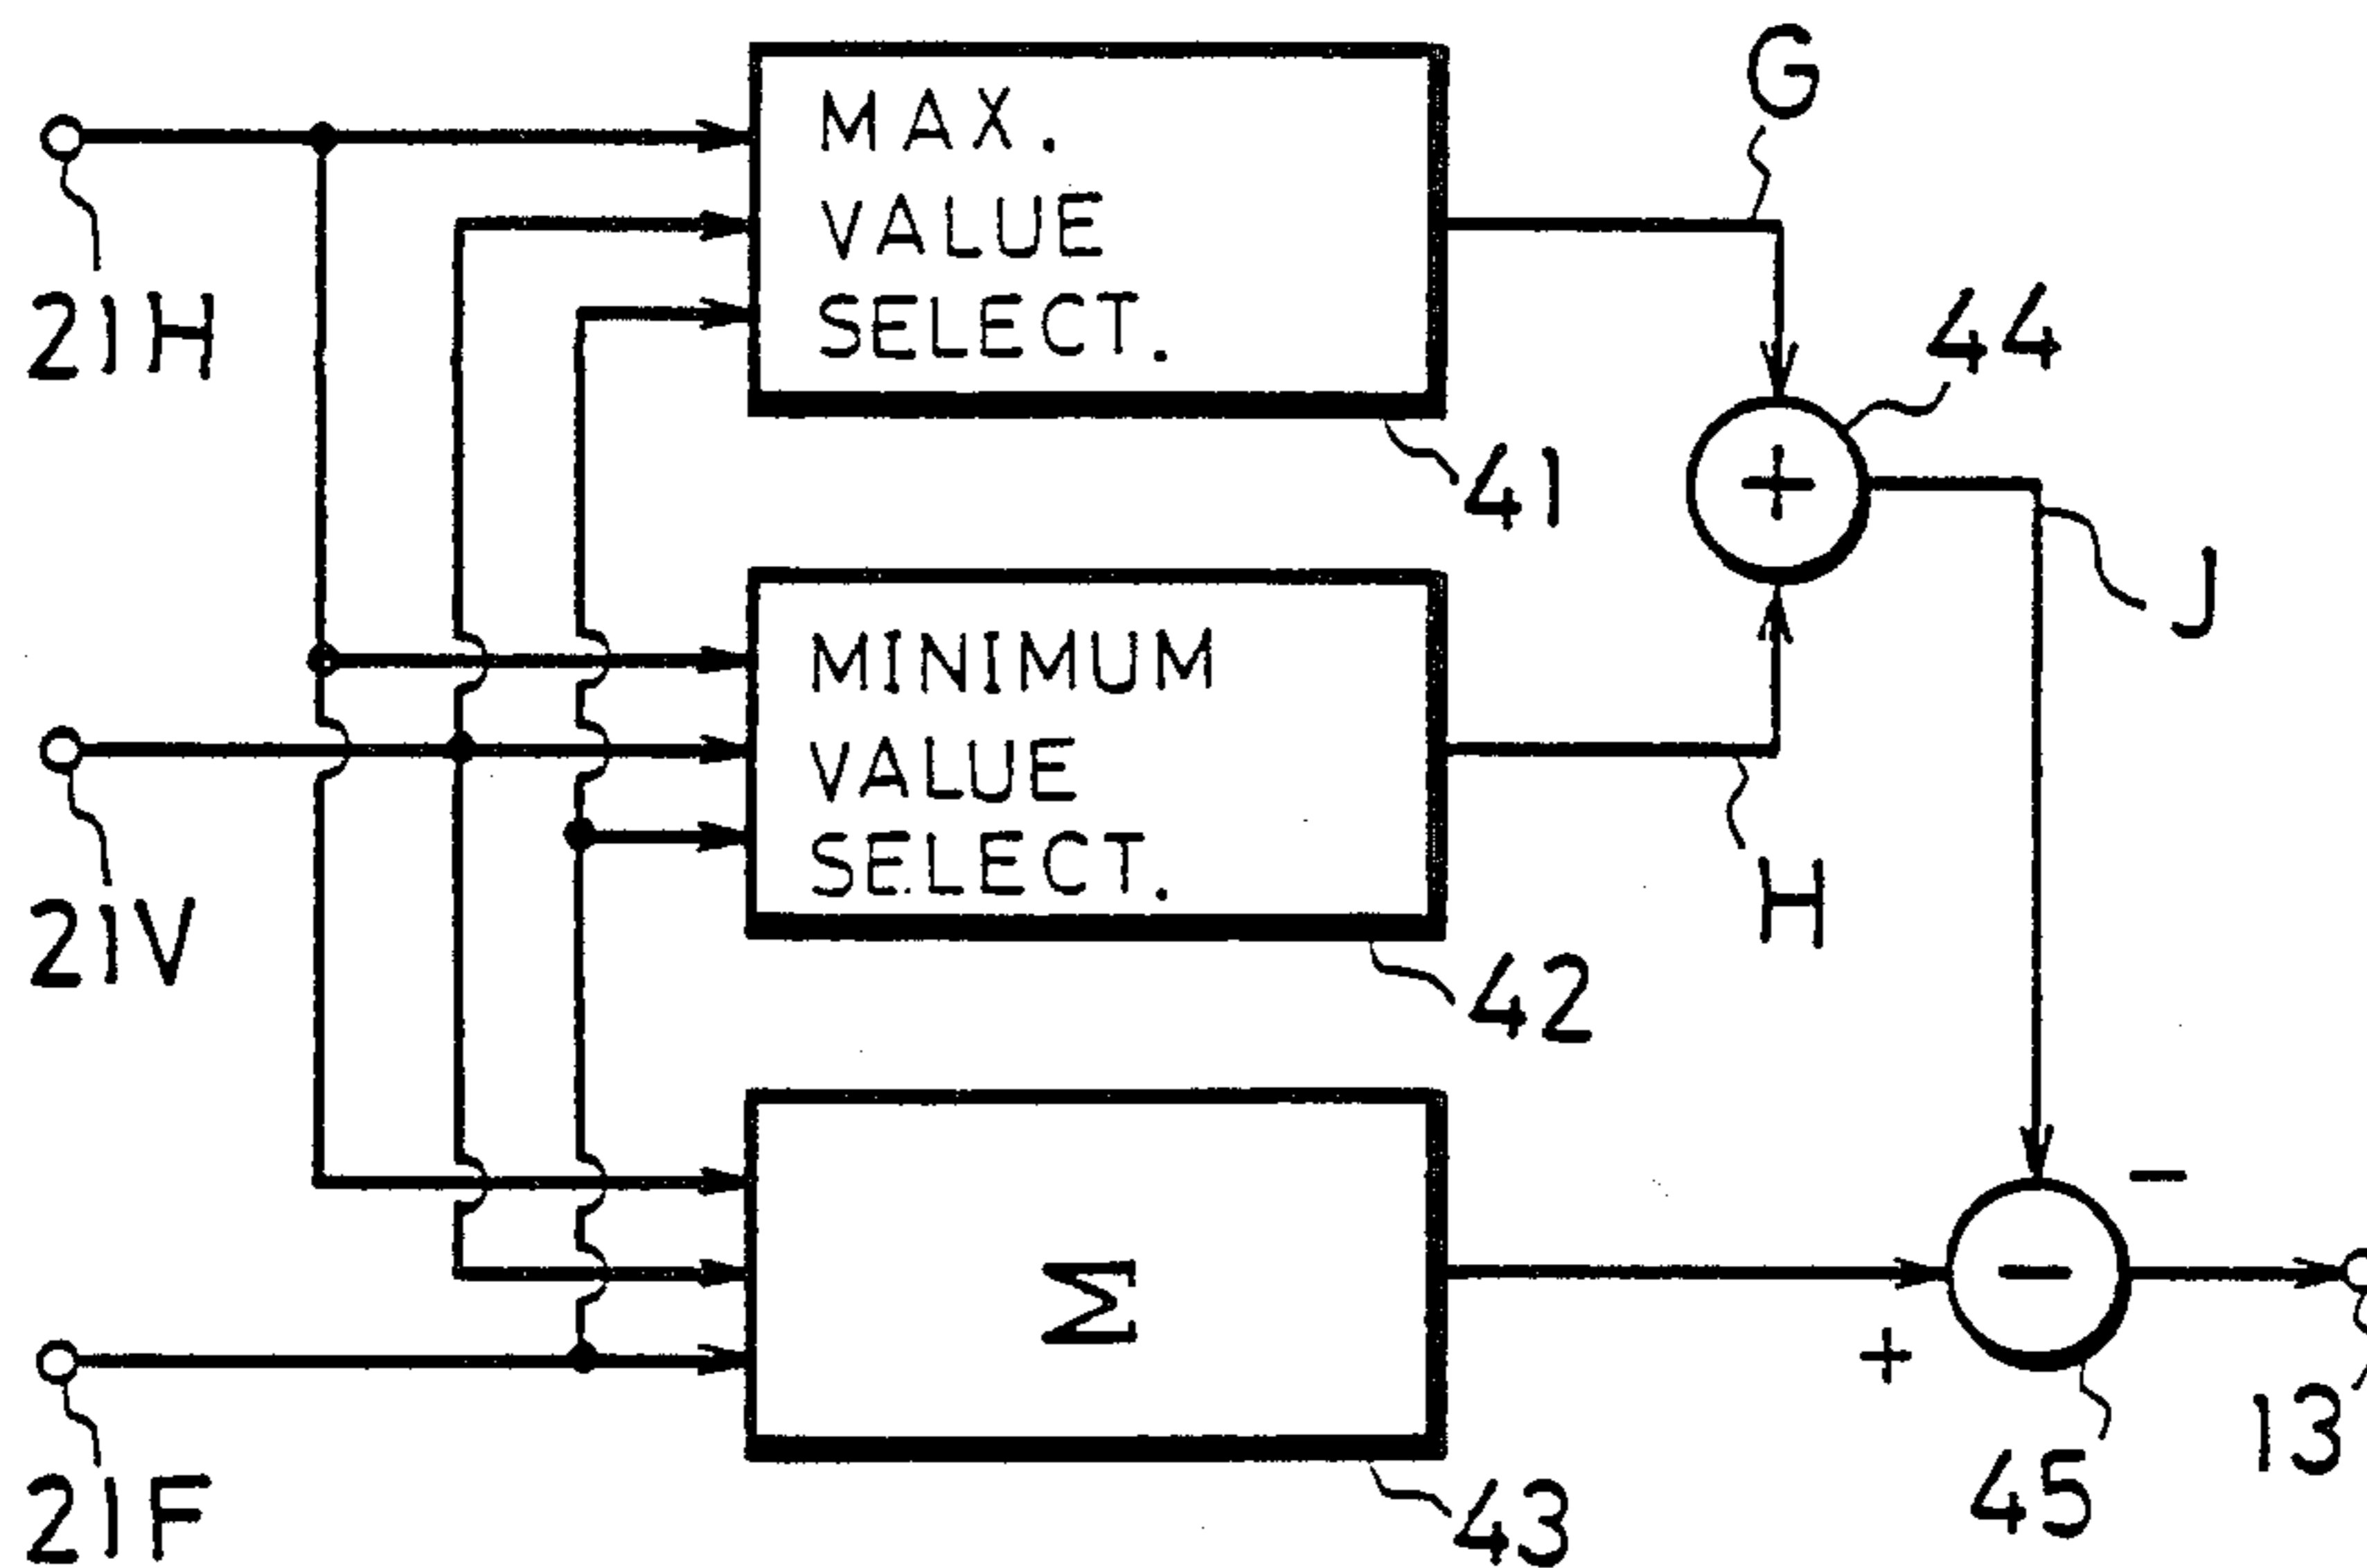 G
MAX.
VALUE
SELECT.
21H
44
+
41
J
MINIMUM
VALUE
SELECT.
H
21V
42
-
Σ
-
+
13
21F
43
45